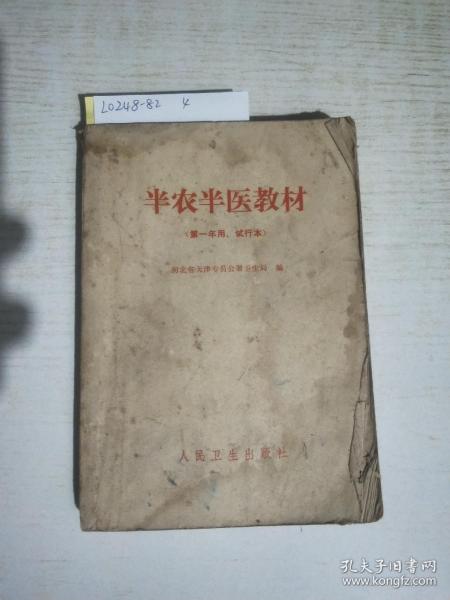 L0248-82 4
半农半医教材
（第一年用、试行本）
河北省天津专员公署卫生局 编
人民卫生出版社
孔夫子旧书网
www.kongfz.com